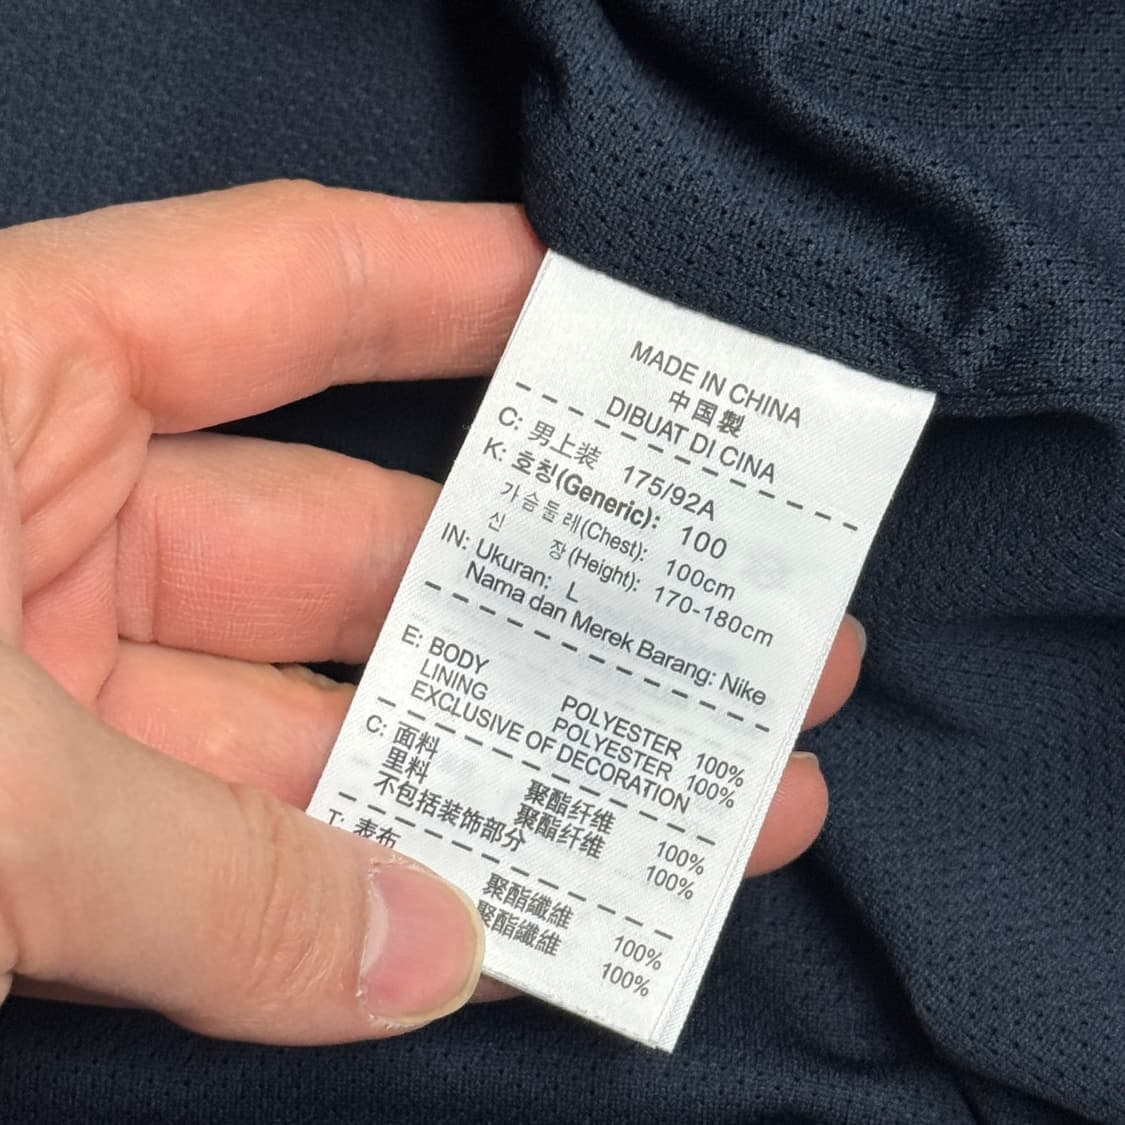 MADE IN CHINA
中国製
DIBUAT DI CINA
C: 男上装 175/92A
K: 호칭(Generic): 100
가슴둘레(Chest): 100cm
신 장(Height): 170-180cm
IN: Ukuran: L
Nama dan Merek Barang: Nike
E: BODY POLYESTER 100%
LINING POLYESTER 100%
EXCLUSIVE OF DECORATION
C: 面料 聚酯纤维 100%
里料 聚酯纤维 100%
不包括装饰部分
T: 表布 聚酯纖維 100%
聚酯纖維 100%